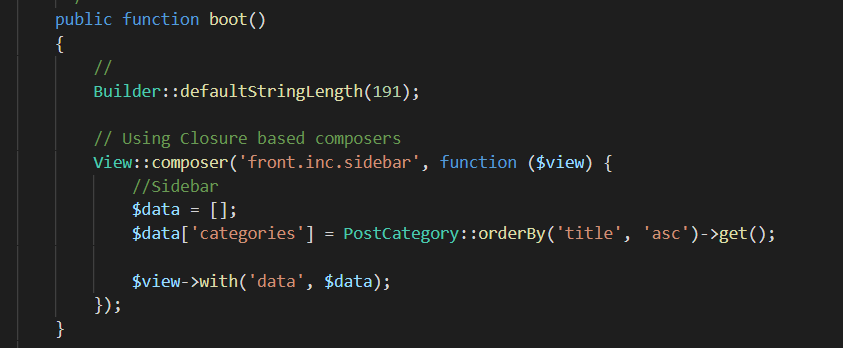 public function boot()
{
//
Builder::defaultStringLength(191);
// Using Closure based composers
View::composer('front.inc.sidebar', function ($view) {
//Sidebar
$data = [];
$data['categories'] = PostCategory::orderBy('title', 'asc')->get();
$view->with('data', $data);
});
}